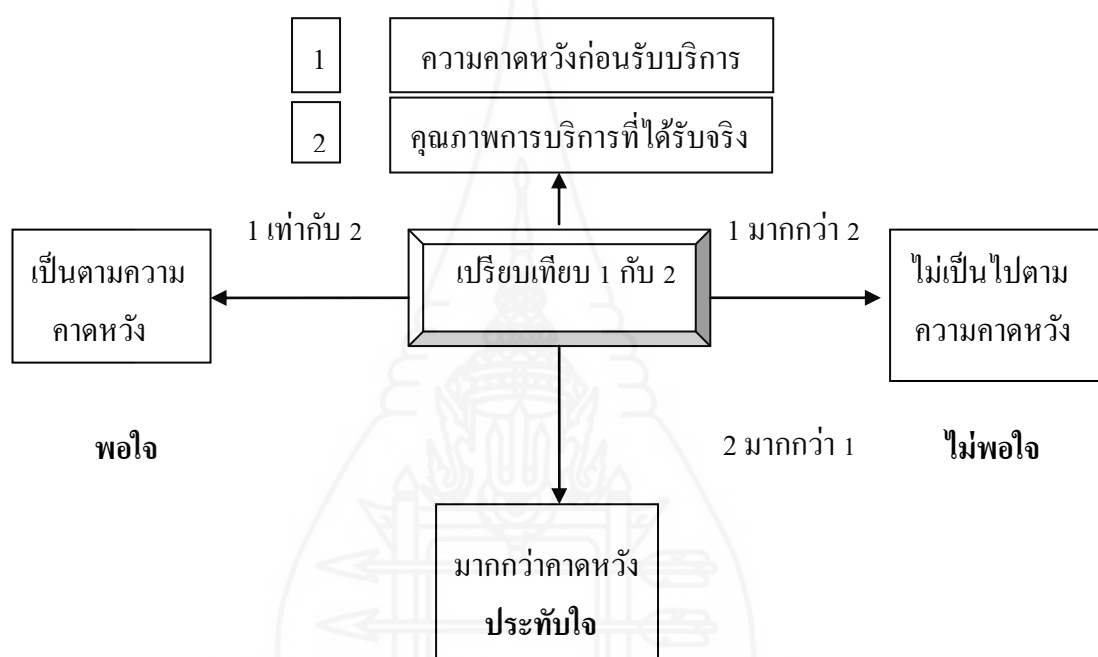 1 ความคาดหวังก่อนรับบริการ
2 คุณภาพการบริการที่ได้รับจริง
1 เท่ากับ 2
1 มากกว่า 2
เป็นตามความ
คาดหวัง
เปรียบเทียบ 1 กับ 2
ไม่เป็นไปตาม
ความคาดหวัง
พอใจ
2 มากกว่า 1
ไม่พอใจ
มากกว่าคาดหวัง
ประทับใจ